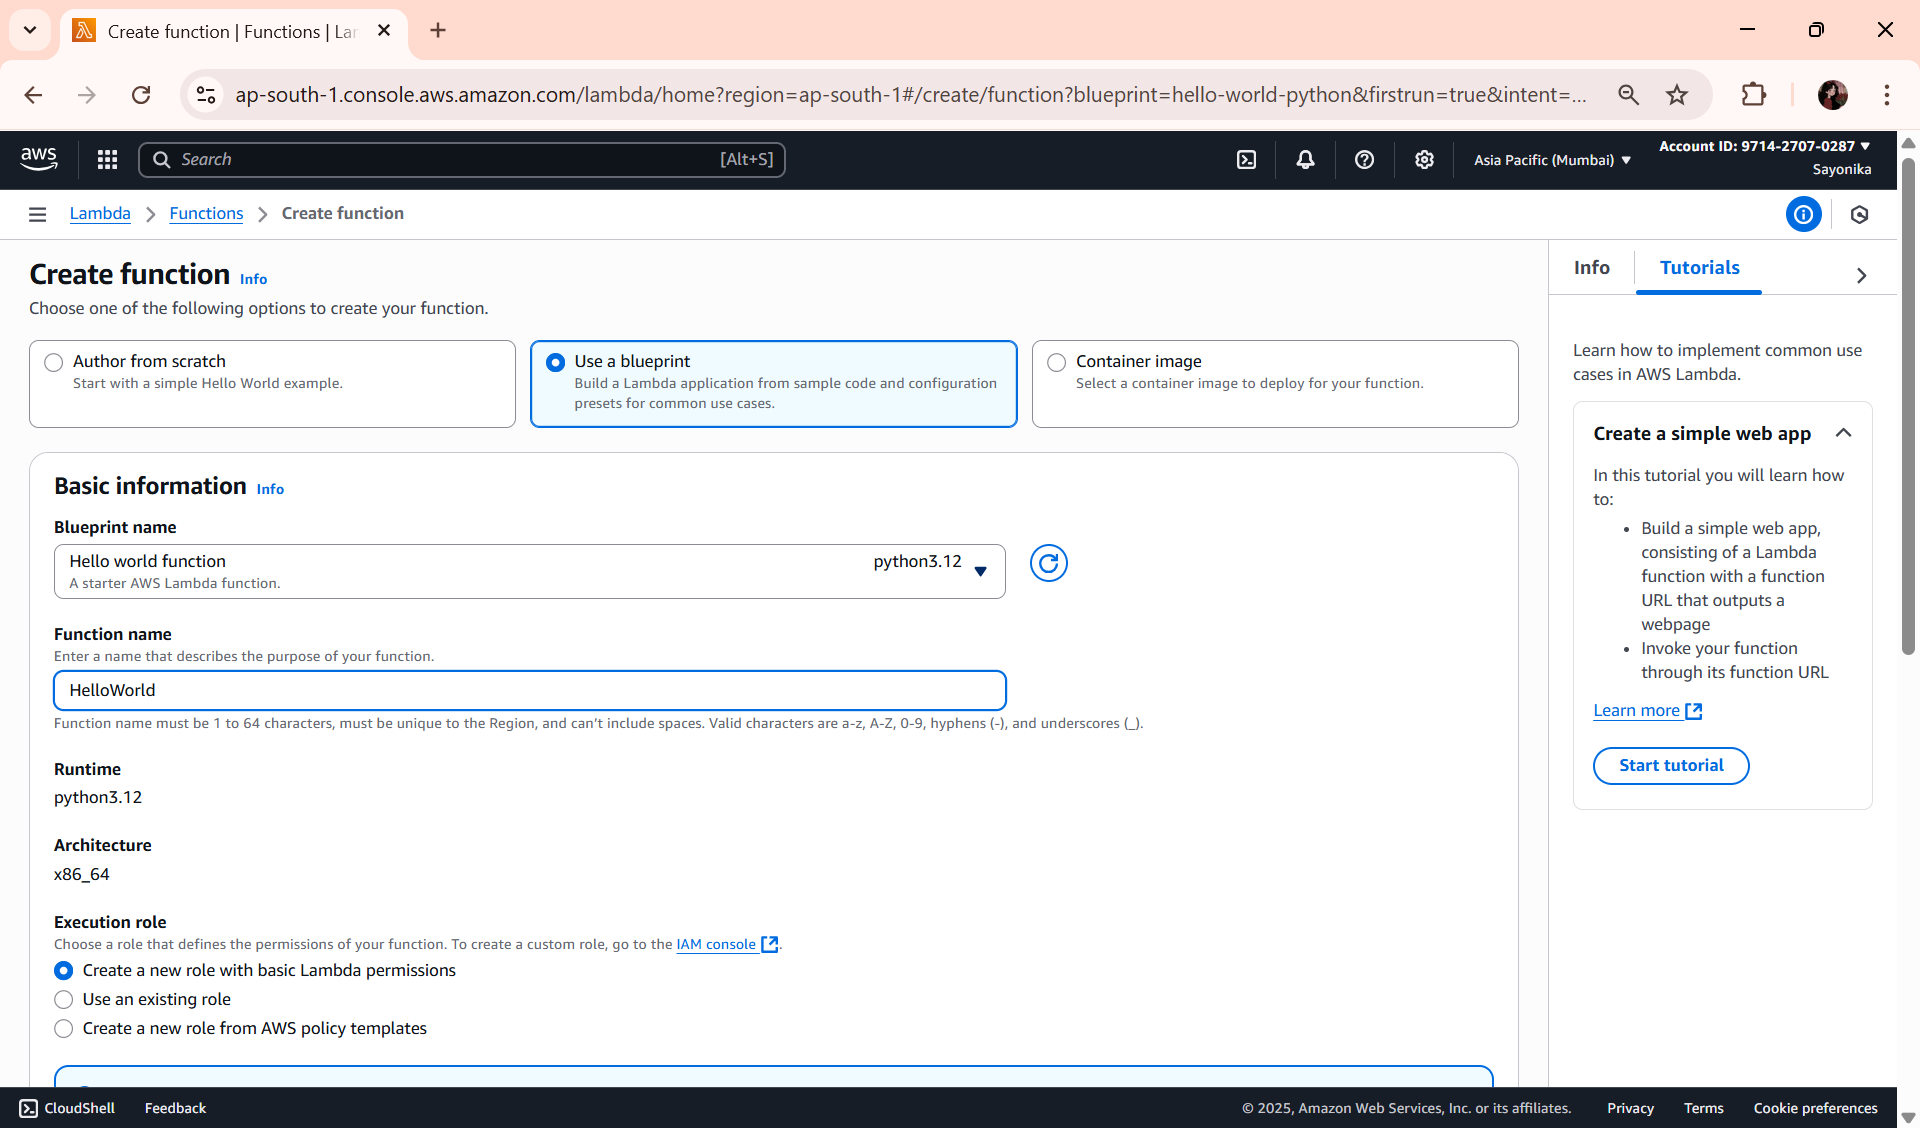 Create function | Functions | La
ap-south-1.console.aws.amazon.com/lambda/home?region=ap-south-1#/create/function?blueprint=hello-world-python&firstrun=true&intent=...
aws
Search [Alt+S]
Asia Pacific (Mumbai)
Account ID: 9714-2707-0287
Sayonika
Lambda > Functions > Create function
Create function Info
Choose one of the following options to create your function.
Author from scratch
Start with a simple Hello World example.
Use a blueprint
Build a Lambda application from sample code and configuration
presets for common use cases.
Container image
Select a container image to deploy for your function.
Basic information Info
Blueprint name
Hello world function python3.12
A starter AWS Lambda function.
Function name
Enter a name that describes the purpose of your function.
HelloWorld
Function name must be 1 to 64 characters, must be unique to the Region, and can’t include spaces. Valid characters are a-z, A-Z, 0-9, hyphens (-), and underscores (_).
Runtime
python3.12
Architecture
x86_64
Execution role
Choose a role that defines the permissions of your function. To create a custom role, go to the IAM console.
Create a new role with basic Lambda permissions
Use an existing role
Create a new role from AWS policy templates
Info
Tutorials
Learn how to implement common use
cases in AWS Lambda.
Create a simple web app
In this tutorial you will learn how
to:
• Build a simple web app,
consisting of a Lambda
function with a function
URL that outputs a
webpage
• Invoke your function
through its function URL
Learn more
Start tutorial
CloudShell Feedback © 2025, Amazon Web Services, Inc. or its affiliates. Privacy Terms Cookie preferences